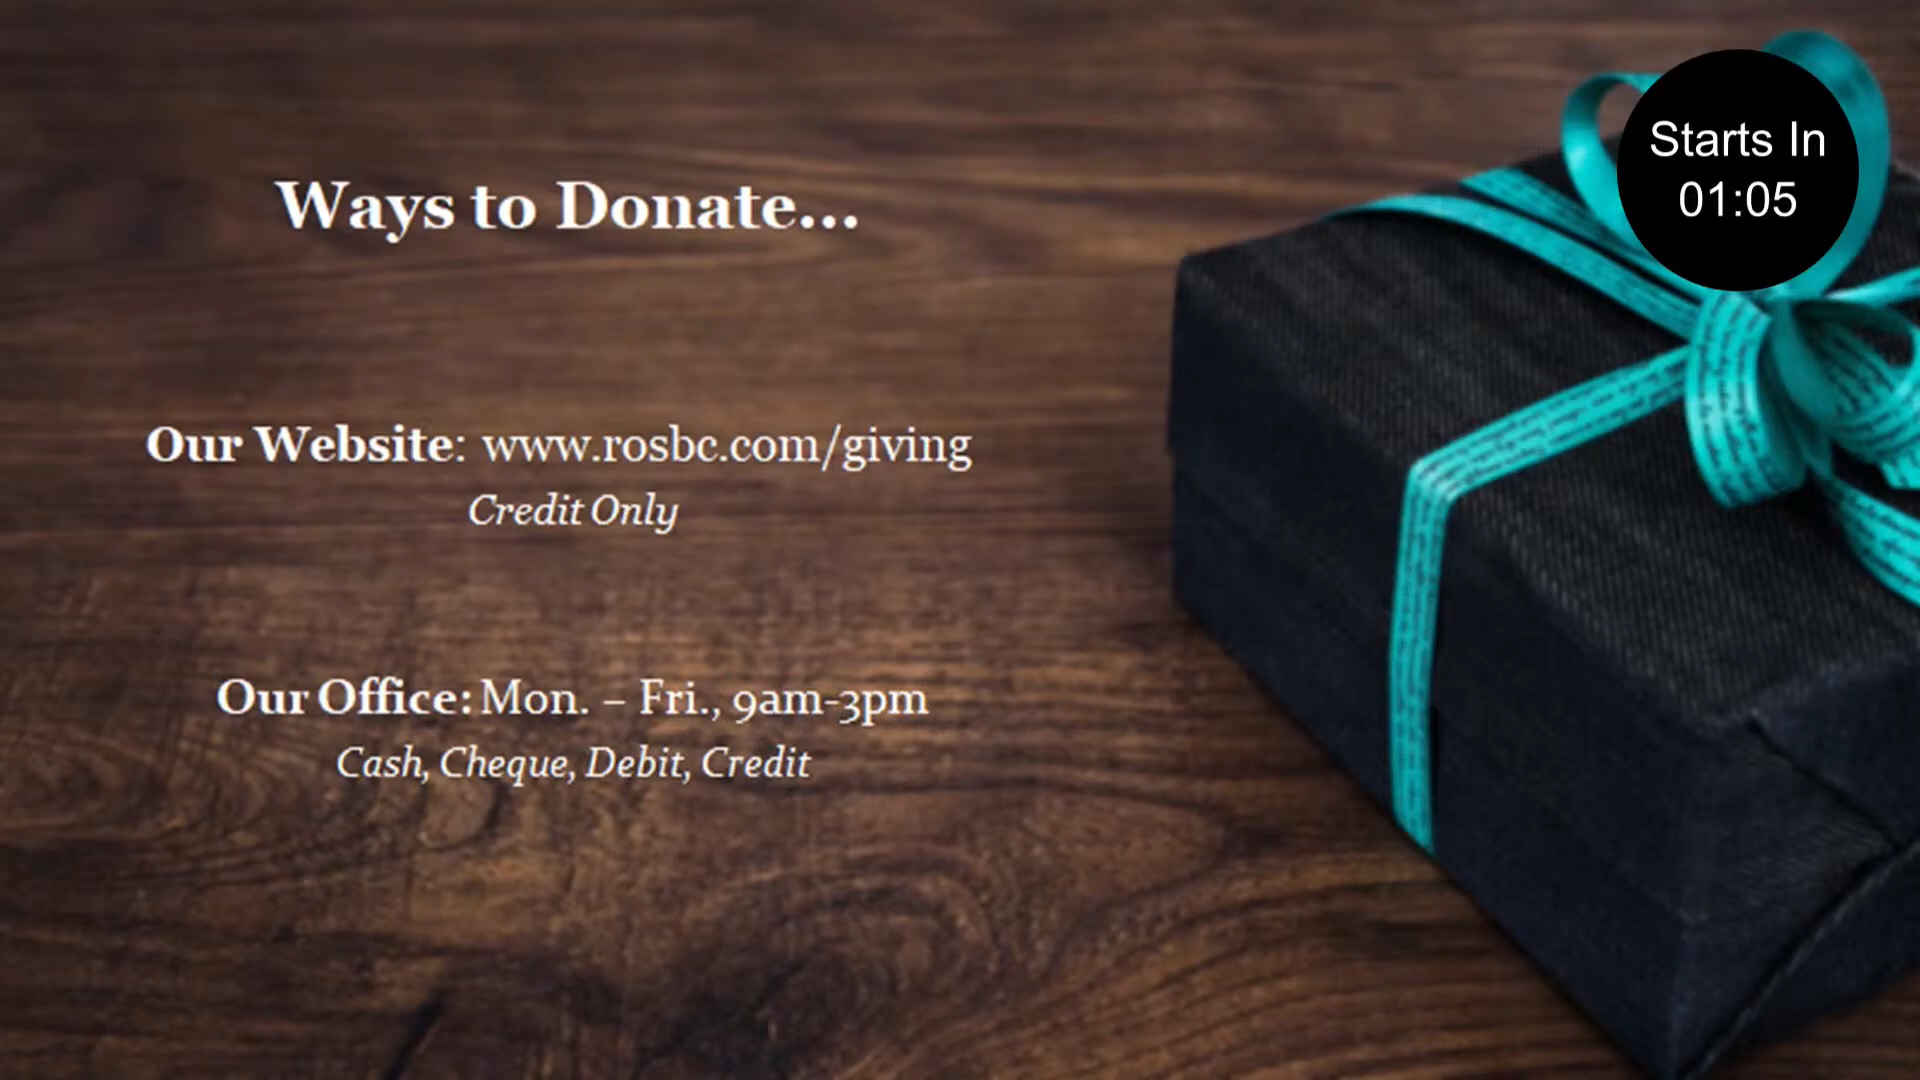 Starts In
01:05
Ways to Donate...
Our Website: www.rosbc.com/giving
Credit Only
Our Office: Mon. – Fri., 9am-3pm
Cash, Cheque, Debit, Credit